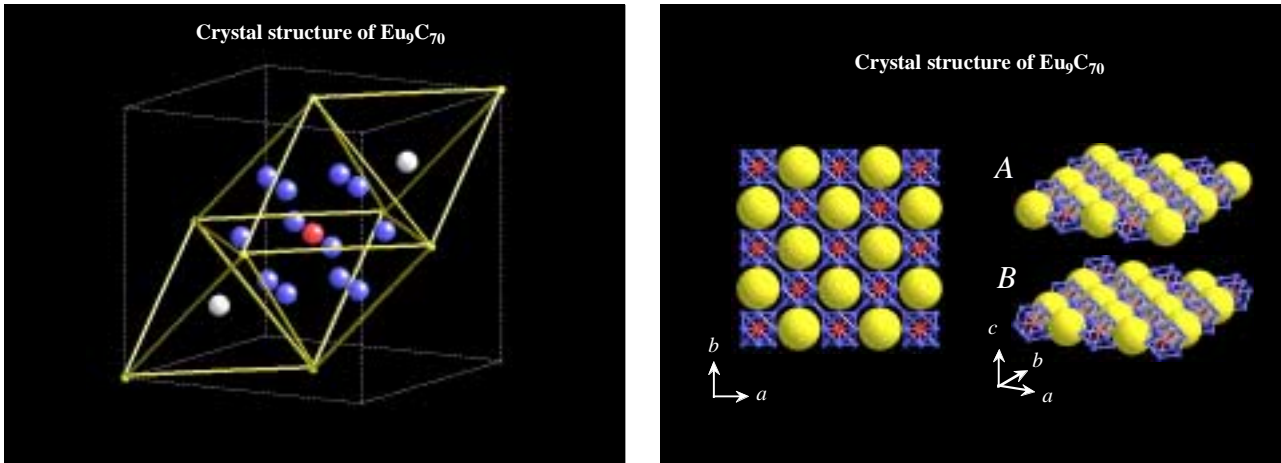 Crystal structure of Eu₉C₇₀
Crystal structure of Eu₉C₇₀
A
B
b
a
c
b
a